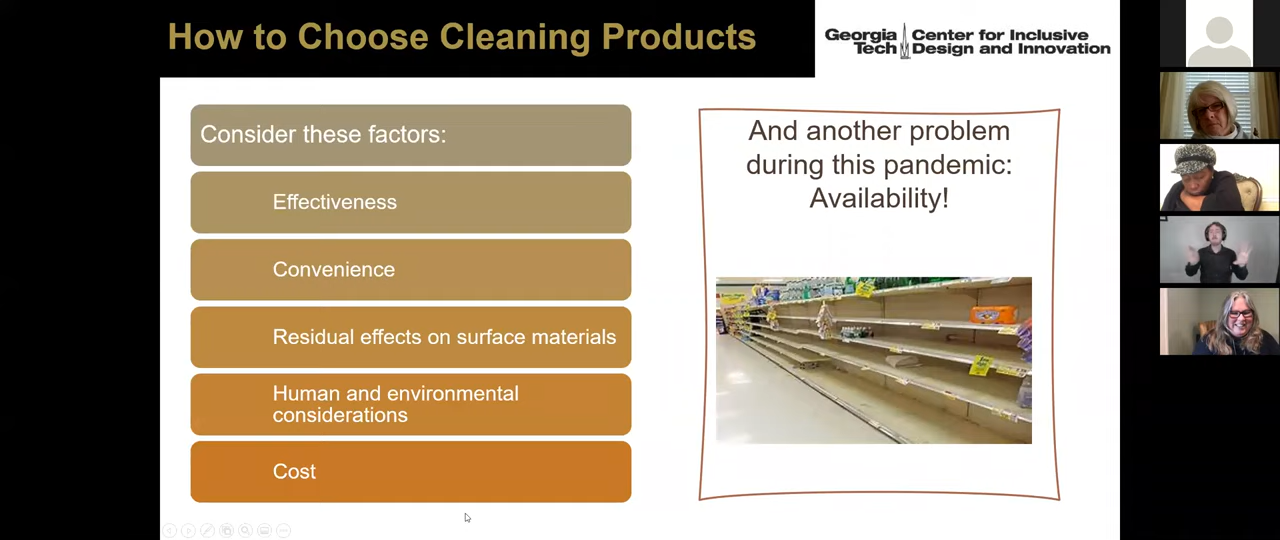 How to Choose Cleaning Products
Georgia
Tech
Center for Inclusive
Design and Innovation
Consider these factors:
Effectiveness
Convenience
Residual effects on surface materials
Human and environmental
considerations
Cost
And another problem
during this pandemic:
Availability!